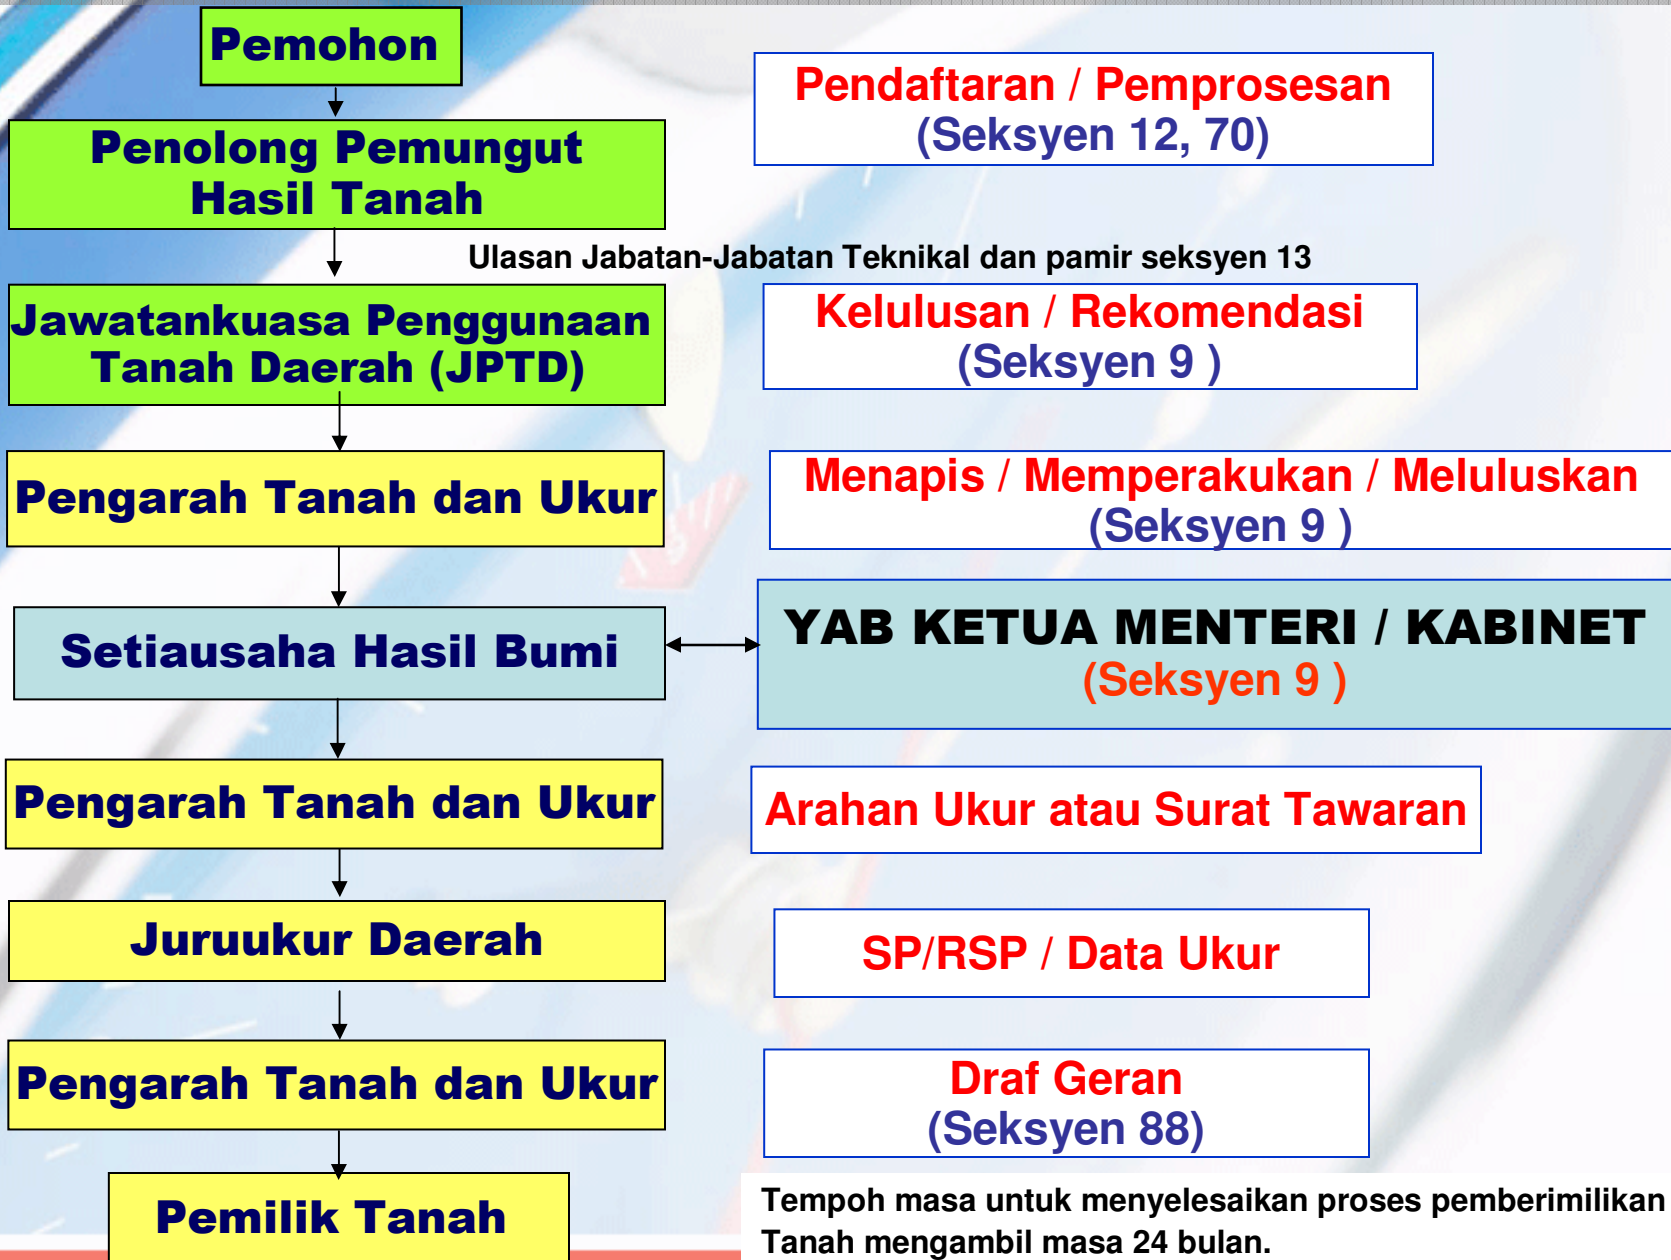 Pemohon
Pendaftaran / Pemprosesan
(Seksyen 12, 70)
Penolong Pemungut
Hasil Tanah
Ulasan Jabatan-Jabatan Teknikal dan pamir seksyen 13
Jawatankuasa Penggunaan
Tanah Daerah (JPTD)
Kelulusan / Rekomendasi
(Seksyen 9 )
Pengarah Tanah dan Ukur
Menapis / Memperakukan / Meluluskan
(Seksyen 9 )
Setiausaha Hasil Bumi
YAB KETUA MENTERI / KABINET
(Seksyen 9 )
Pengarah Tanah dan Ukur
Arahan Ukur atau Surat Tawaran
Juruukur Daerah
SP/RSP / Data Ukur
Pengarah Tanah dan Ukur
Draf Geran
(Seksyen 88)
Pemilik Tanah
Tempoh masa untuk menyelesaikan proses pemberimilikan
Tanah mengambil masa 24 bulan.